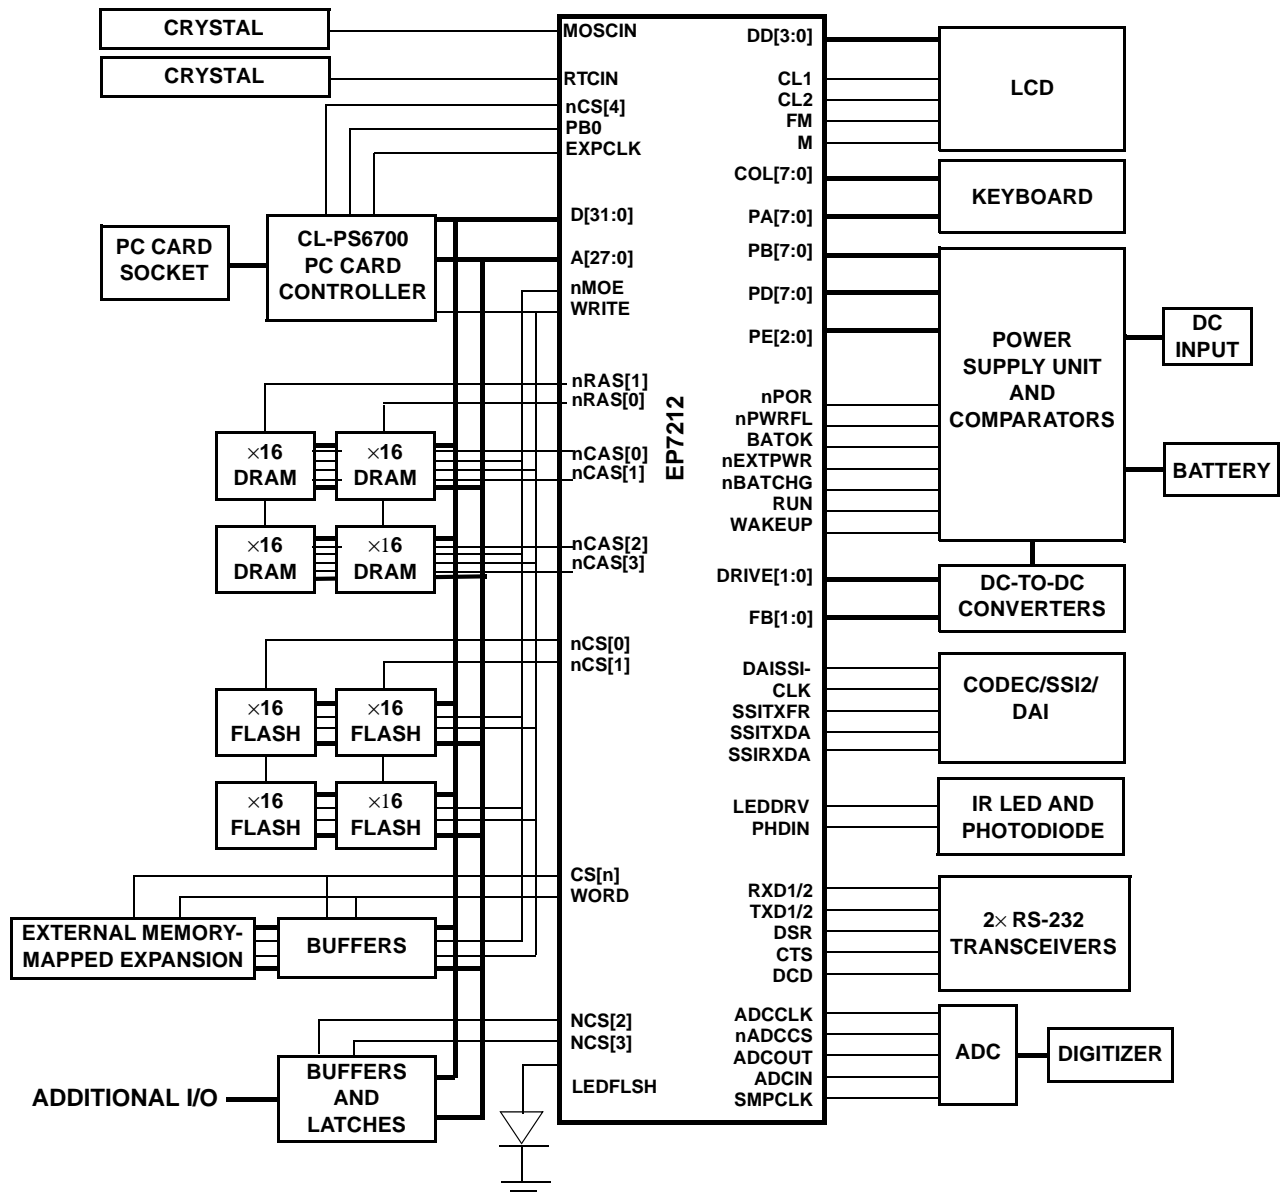 CRYSTAL
CRYSTAL
PC CARD
SOCKET
CL-PS6700
PC CARD
CONTROLLER
×16
DRAM
×16
DRAM
×16
DRAM
×16
DRAM
×16
FLASH
×16
FLASH
×16
FLASH
×16
FLASH
EXTERNAL MEMORY-
MAPPED EXPANSION
BUFFERS
ADDITIONAL I/O
BUFFERS
AND
LATCHES
MOSCIN
RTCIN
nCS[4]
PB0
EXPCLK
D[31:0]
A[27:0]
nMOE
WRITE
nRAS[1]
nRAS[0]
nCAS[0]
nCAS[1]
nCAS[2]
nCAS[3]
nCS[0]
nCS[1]
CS[n]
WORD
NCS[2]
NCS[3]
LEDFLSH
EP7212
DD[3:0]
CL1
CL2
FM
M
COL[7:0]
PA[7:0]
PB[7:0]
PD[7:0]
PE[2:0]
nPOR
nPWRFL
BATOK
nEXTPWR
nBATCHG
RUN
WAKEUP
DRIVE[1:0]
FB[1:0]
DAISSI-
CLK
SSITXFR
SSITXDA
SSIRXDA
LEDDRV
PHDIN
RXD1/2
TXD1/2
DSR
CTS
DCD
ADCCLK
nADCCS
ADCOUT
ADCIN
SMPCLK
LCD
KEYBOARD
POWER
SUPPLY UNIT
AND
COMPARATORS
DC
INPUT
BATTERY
DC-TO-DC
CONVERTERS
CODEC/SSI2/
DAI
IR LED AND
PHOTODIODE
2× RS-232
TRANSCEIVERS
ADC
DIGITIZER